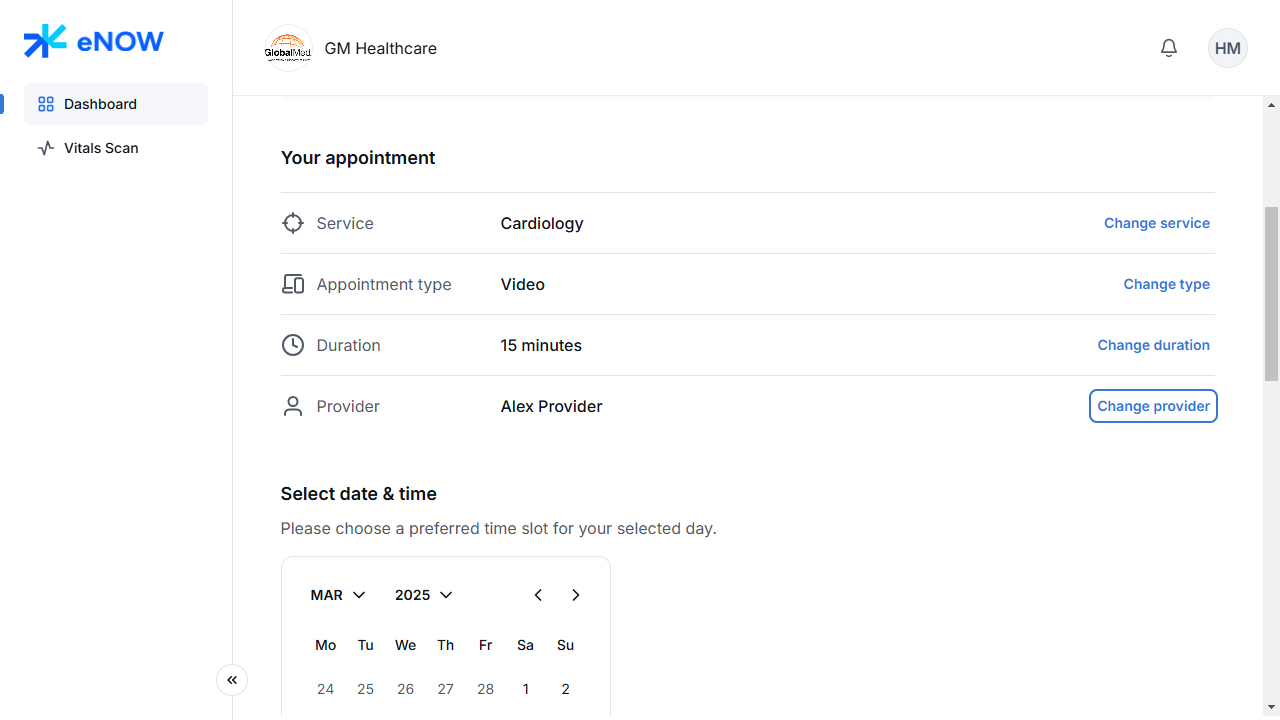 eNOW
GlobalMed
GM Healthcare
HM
Dashboard
Vitals Scan
Your appointment
Service
Cardiology
Change service
Appointment type
Video
Change type
Duration
15 minutes
Change duration
Provider
Alex Provider
Change provider
Select date & time
Please choose a preferred time slot for your selected day.
MAR 2025
Mo Tu We Th Fr Sa Su
24 25 26 27 28 1 2